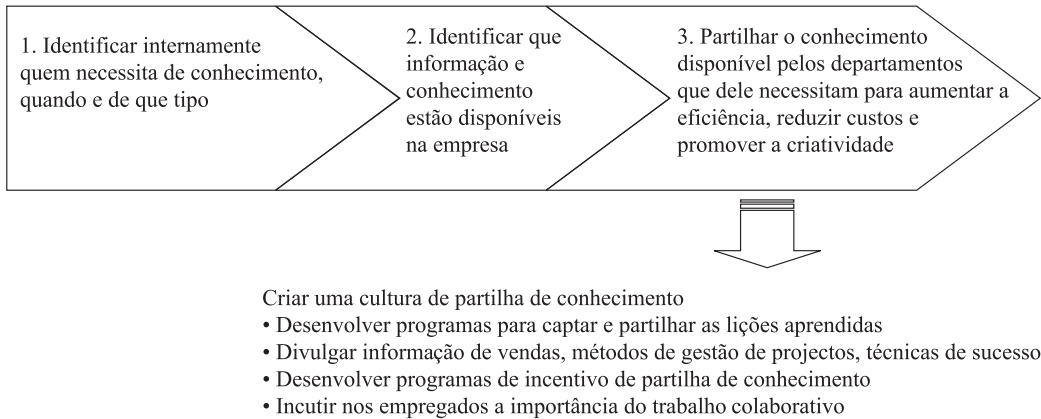 1. Identificar internamente
quem necessita de conhecimento,
quando e de que tipo
2. Identificar que
informação e
conhecimento
estão disponíveis
na empresa
3. Partilhar o conhecimento
disponível pelos departamentos
que dele necessitam para aumentar a
eficiência, reduzir custos e
promover a criatividade
Criar uma cultura de partilha de conhecimento
• Desenvolver programas para captar e partilhar as lições aprendidas
• Divulgar informação de vendas, métodos de gestão de projectos, técnicas de sucesso
• Desenvolver programas de incentivo de partilha de conhecimento
• Incutir nos empregados a importância do trabalho colaborativo